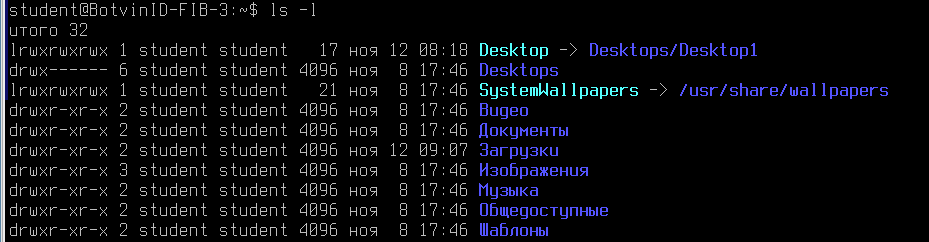 student@BotvinID-FIB-3:~$ ls -l
итого 32
lrwxrwxrwx 1 student student   17 ноя 12 08:18 Desktop -> Desktops/Desktop1
drwx------ 6 student student 4096 ноя  8 17:46 Desktops
lrwxrwxrwx 1 student student   21 ноя  8 17:46 SystemWallpapers -> /usr/share/wallpapers
drwxr-xr-x 2 student student 4096 ноя  8 17:46 Видео
drwxr-xr-x 2 student student 4096 ноя  8 17:46 Документы
drwxr-xr-x 2 student student 4096 ноя 12 09:07 Загрузки
drwxr-xr-x 3 student student 4096 ноя  8 17:46 Изображения
drwxr-xr-x 2 student student 4096 ноя  8 17:46 Музыка
drwxr-xr-x 2 student student 4096 ноя  8 17:46 Общедоступные
drwxr-xr-x 2 student student 4096 ноя  8 17:46 Шаблоны